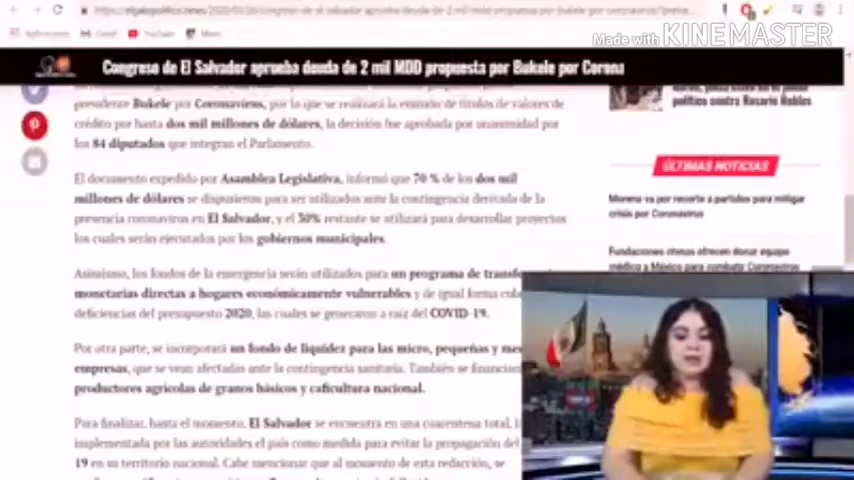 Made with KINEMASTER
Congreso de El Salvador aprueba deuda de 2 mil MDD propuesta por Bukele por Corona
presidente Bukele por Coronavirus, por lo que se realizará la emisión de títulos de valores de
crédito por hasta dos mil millones de dólares, la decisión fue aprobada por unanimidad por
los 84 diputados que integran el Parlamento.
El documento expedido por Asamblea Legislativa, informó que 70 % de los dos mil
millones de dólares se dispusieron para ser utilizados ante la contingencia derivada de la
presencia coronavirus en El Salvador, y el 30% restante se utilizará para desarrollar proyectos
los cuales serán ejecutados por los gobiernos municipales.
Asimismo, los fondos de la emergencia serán utilizados para un programa de transfe
monetarias directas a hogares económicamente vulnerables y de igual forma
deficiencias del presupuesto 2020, las cuales se generaron a raíz del COVID-19.
Por otra parte, se incorporará un fondo de liquidez para las micro, pequeñas y me
empresas, que se vean afectadas ante la contingencia sanitaria. También se
productores agrícolas de granos básicos y caficultura nacional.
Para finalizar, hasta el momento, El Salvador se encuentra en una cuarentena total,
implementada por las autoridades el país como medida para evitar la propagación del
19 en su territorio nacional. Cabe mencionar que al momento de esta redacción, se
político contra Rosario Robles
ÚLTIMAS NOTICIAS
Morena va por recorte a partidos para mitigar
crisis por Coronavirus
Fundaciones chinas ofrecen donar equipo
médico a México para combatir Coronavirus